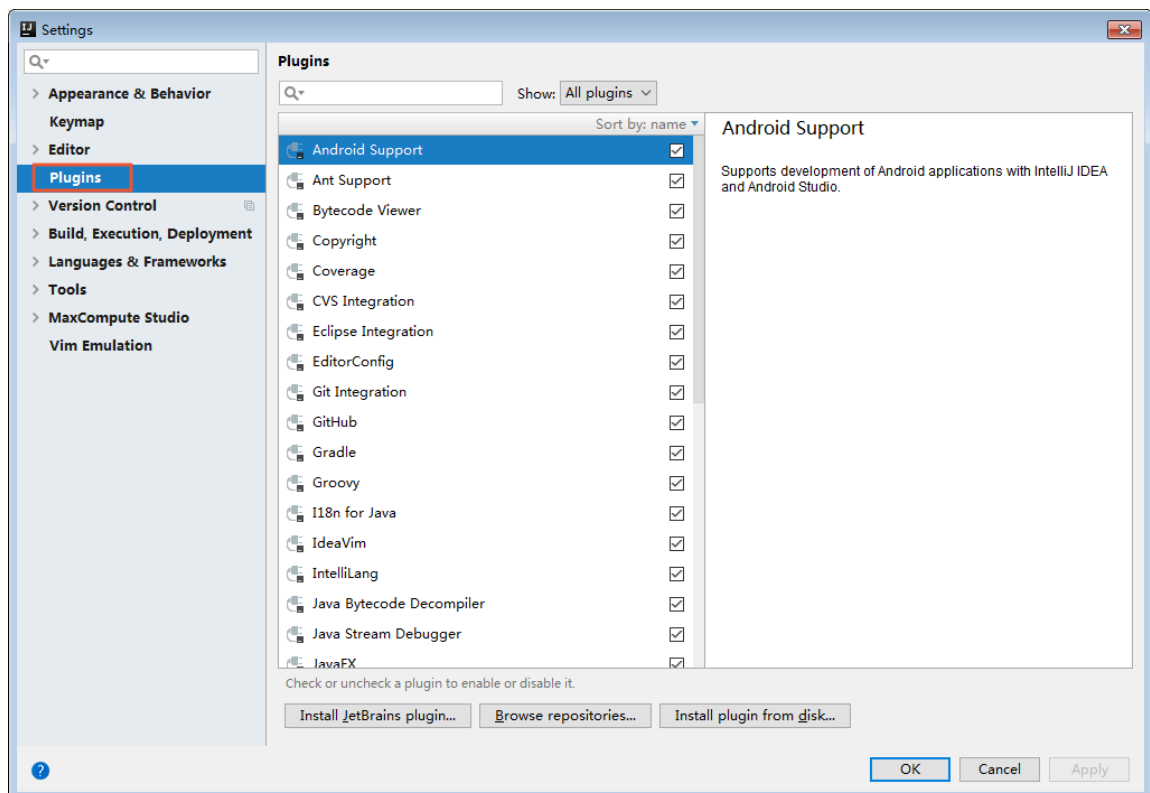 Settings
Appearance & Behavior
Keymap
Editor
Plugins
Version Control
Build, Execution, Deployment
Languages & Frameworks
Tools
MaxCompute Studio
Vim Emulation
Plugins
Show: All plugins
Sort by: name
Android Support
Ant Support
Bytecode Viewer
Copyright
Coverage
CVS Integration
Eclipse Integration
EditorConfig
Git Integration
GitHub
Gradle
Groovy
I18n for Java
IdeaVim
IntelliLang
Java Bytecode Decompiler
Java Stream Debugger
JavaFX
Android Support
Supports development of Android applications with IntelliJ IDEA
and Android Studio.
Check or uncheck a plugin to enable or disable it.
Install JetBrains plugin... Browse repositories... Install plugin from disk...
? OK Cancel Apply